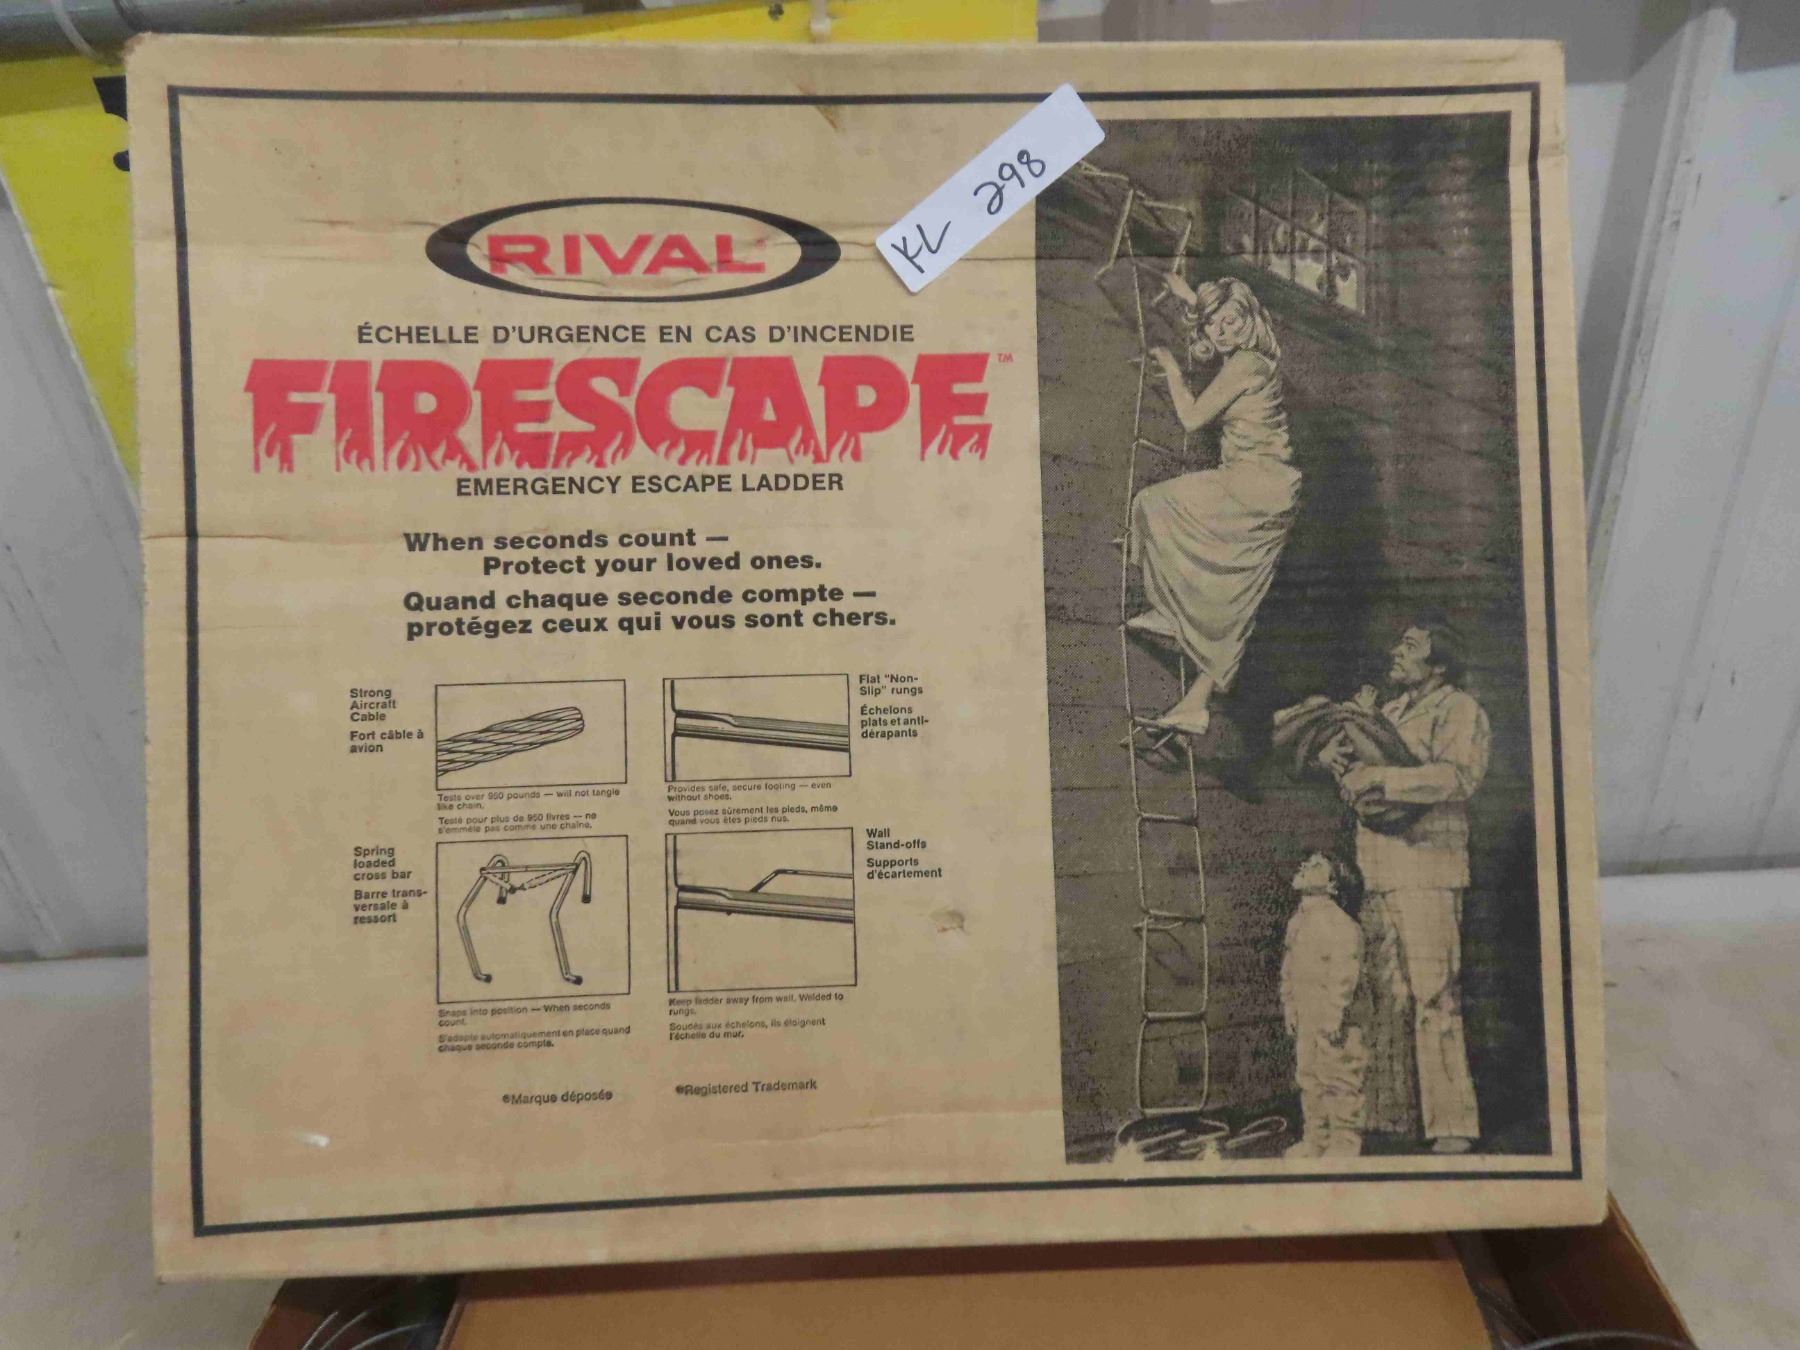 RIVAL
KL 298
ÉCHELLE D'URGENCE EN CAS D'INCENDIE
FIRESCAPE™
EMERGENCY ESCAPE LADDER
When seconds count —
Protect your loved ones.
Quand chaque seconde compte —
protégez ceux qui vous sont chers.
Strong
Aircraft
Cable
Fort câble à
avion
Tests over 950 pounds — will not tangle
like chain.
Testé pour plus de 950 livres — ne
s'emmêle pas comme une chaîne.
Flat "Non-
Slip" rungs
Échelons
plats et anti-
dérapants
Provides safe, secure footing — even
without shoes.
Vous posez sûrement les pieds, même
quand vous êtes pieds nus.
Spring
loaded
cross bar
Barre trans-
versale à
ressort
Snaps into position — When seconds
count.
S'adapte automatiquement en place quand
chaque seconde compte.
Wall
Stand-offs
Supports
d'écartement
Keep ladder away from wall. Welded to
rungs.
Soudés aux échelons, ils éloignent
l'échelle du mur.
®Marque déposée
®Registered Trademark